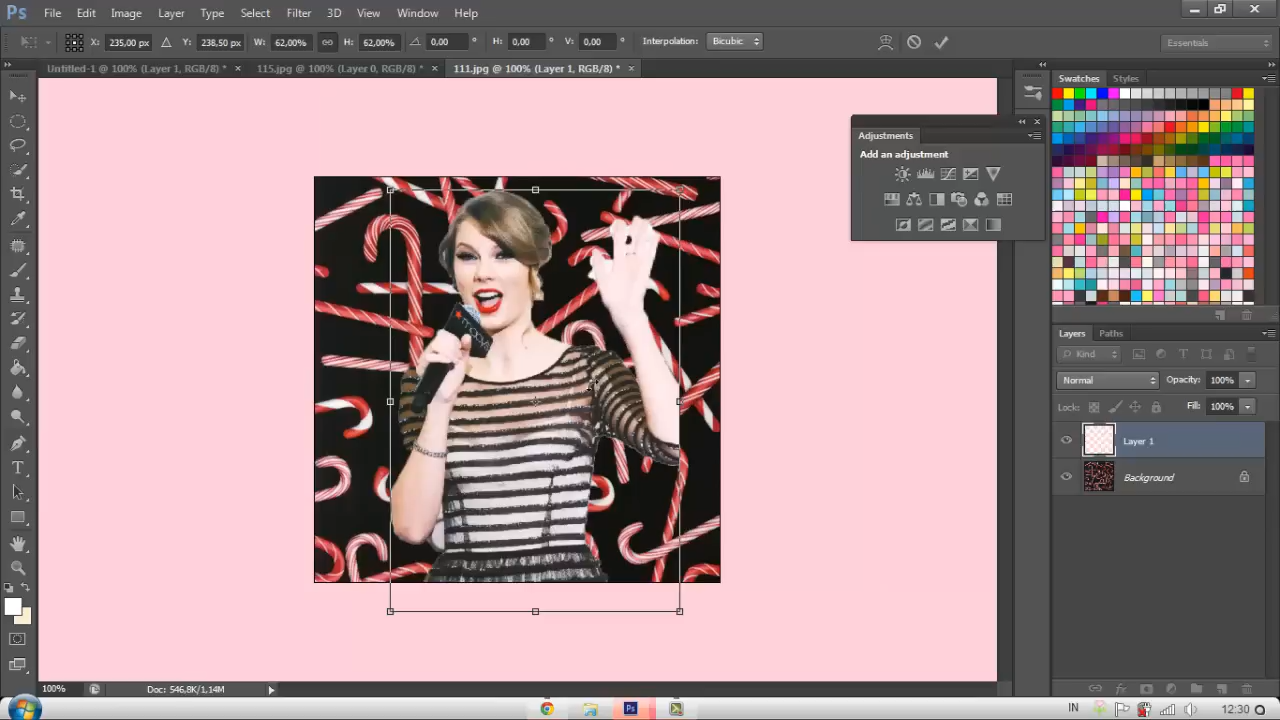 Ps File Edit Image Layer Type Select Filter 3D View Window Help
X: 235,00 px Y: 238,50 px W: 62,00% H: 62,00% 0,00 ° H: 0,00 ° V: 0,00 ° Interpolation: Bicubic Essentials
Untitled-1 @ 100% (Layer 1, RGB/8) * × 115.jpg @ 100% (Layer 0, RGB/8) * × 111.jpg @ 100% (Layer 1, RGB/8) * ×
Swatches Styles
Adjustments
Add an adjustment
macy's
Layers Paths
Kind
Normal Opacity: 100%
Lock: Fill: 100%
Layer 1
Background
100% Doc: 546,8K/1,14M
Ps IN 12:30